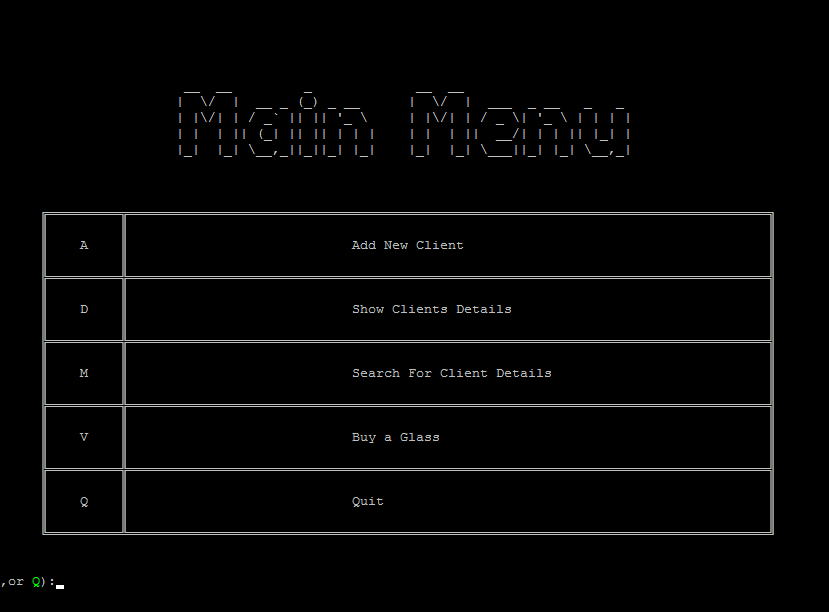 Main Menu
A Add New Client
D Show Clients Details
M Search For Client Details
V Buy a Glass
Q Quit
,or Q):